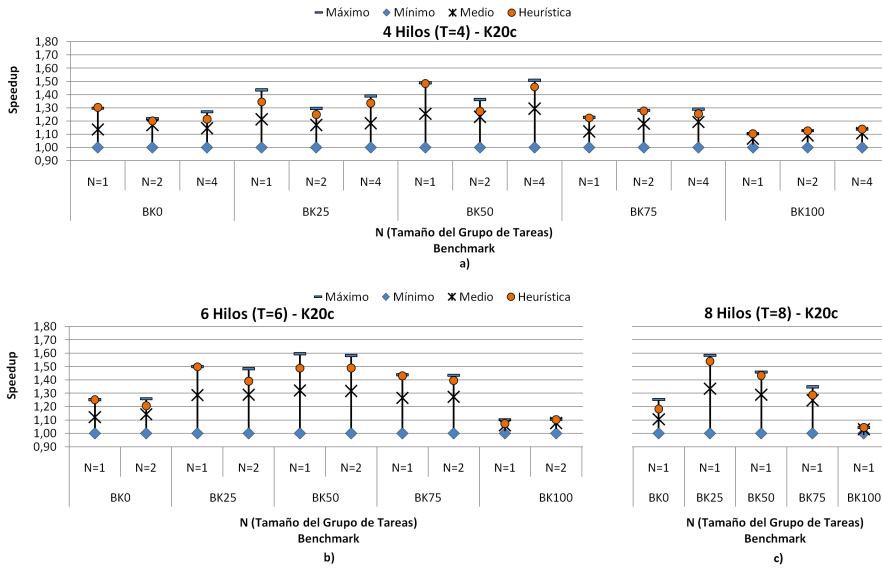 Máximo Mínimo Medio Heurística
4 Hilos (T=4) - K20c
Speedup
1,80
1,70
1,60
1,50
1,40
1,30
1,20
1,10
1,00
0,90
N=1 N=2 N=4 N=1 N=2 N=4 N=1 N=2 N=4 N=1 N=2 N=4 N=1 N=2 N=4
BK0 BK25 BK50 BK75 BK100
N (Tamaño del Grupo de Tareas)
Benchmark
a)
Máximo Mínimo Medio Heurística
6 Hilos (T=6) - K20c
Speedup
1,80
1,70
1,60
1,50
1,40
1,30
1,20
1,10
1,00
0,90
N=1 N=2 N=1 N=2 N=1 N=2 N=1 N=2 N=1 N=2
BK0 BK25 BK50 BK75 BK100
N (Tamaño del Grupo de Tareas)
Benchmark
b)
8 Hilos (T=8) - K20c
N=1 N=1 N=1 N=1 N=1
BK0 BK25 BK50 BK75 BK100
N (Tamaño del Grupo de Tareas)
Benchmark
c)